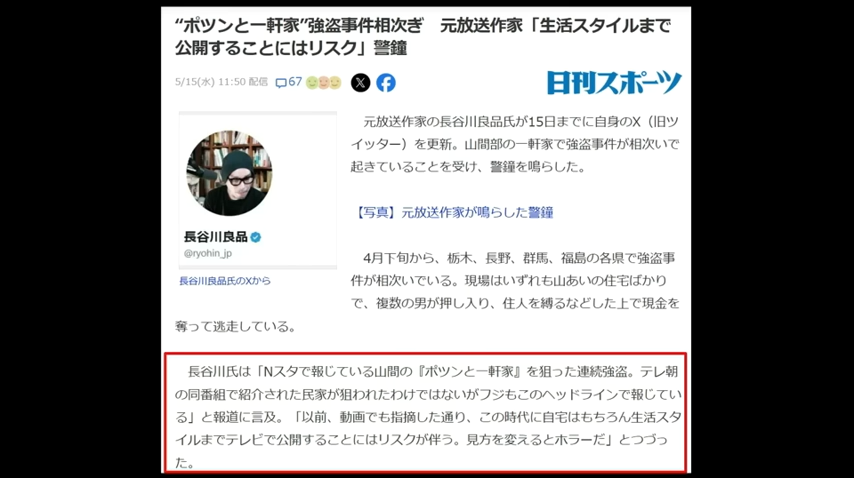 “ポツンと一軒家”強盗事件相次ぎ　元放送作家「生活スタイルまで
公開することにはリスク」警鐘
5/15(水) 11:50 配信 67
日刊スポーツ
元放送作家の長谷川良品氏が15日までに自身のX（旧ツ
イッター）を更新。山間部の一軒家で強盗事件が相次いで
起きていることを受け、警鐘を鳴らした。
【写真】元放送作家が鳴らした警鐘
長谷川良品
@ryohin_jp
長谷川良品氏のXから
4月下旬から、栃木、長野、群馬、福島の各県で強盗事
件が相次いでいる。現場はいずれも山あいの住宅ばかり
で、複数の男が押し入り、住人を縛るなどした上で現金を
奪って逃走している。
長谷川氏は「Nスタで報じている山間の『ポツンと一軒家』を狙った連続強盗。テレ朝
の同番組で紹介された民家が狙われたわけではないがフジもこのヘッドラインで報じてい
る」と報道に言及。「以前、動画でも指摘した通り、この時代に自宅はもちろん生活スタ
イルまでテレビで公開することにはリスクが伴う。見方を変えるとホラーだ」とつづっ
た。